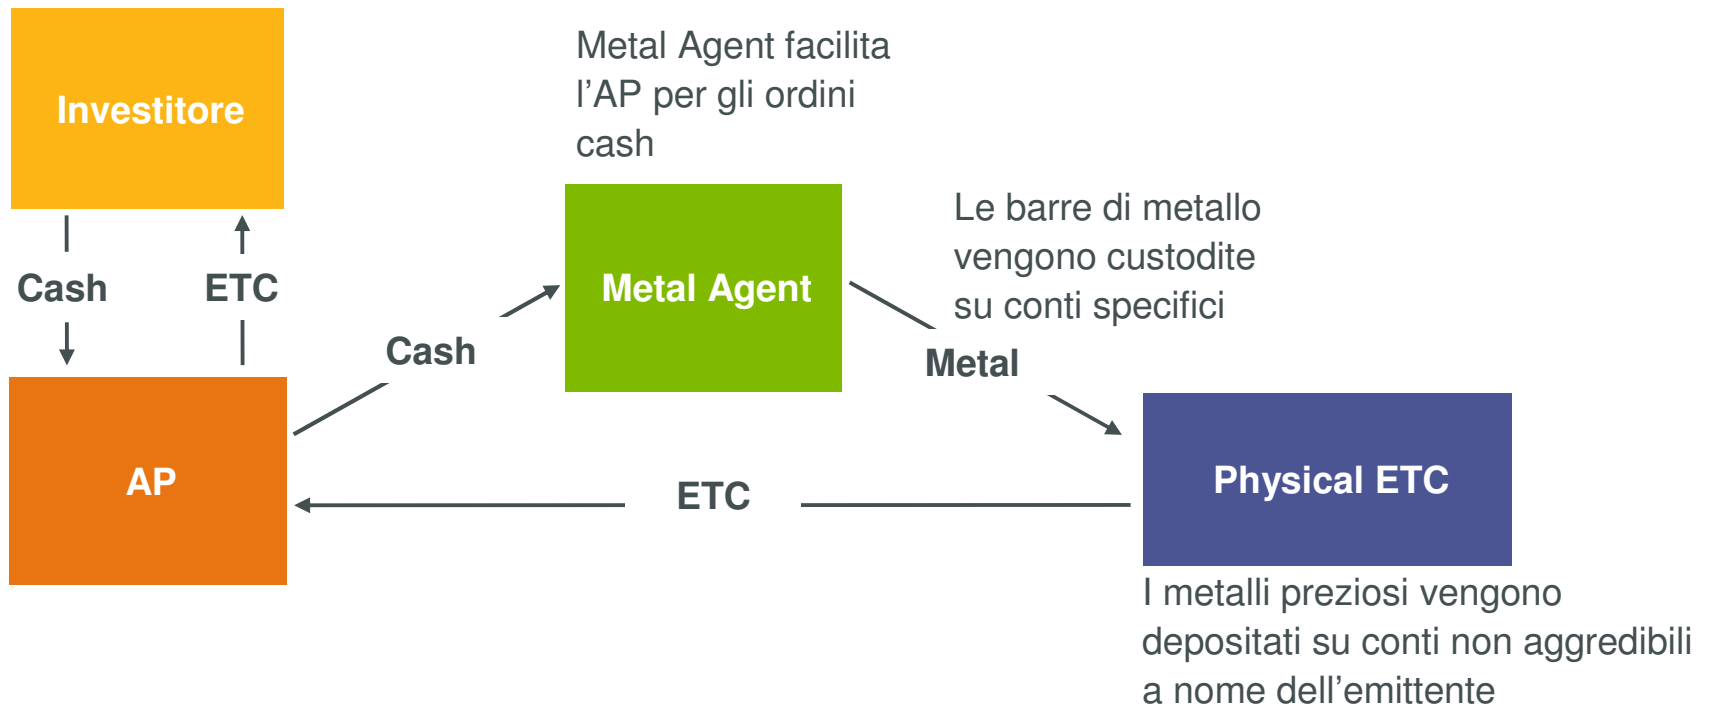 Investitore
Metal Agent facilita
l’AP per gli ordini
cash
Cash
ETC
Metal Agent
Le barre di metallo
vengono custodite
su conti specifici
Cash
Metal
AP
ETC
Physical ETC
I metalli preziosi vengono
depositati su conti non aggredibili
a nome dell’emittente